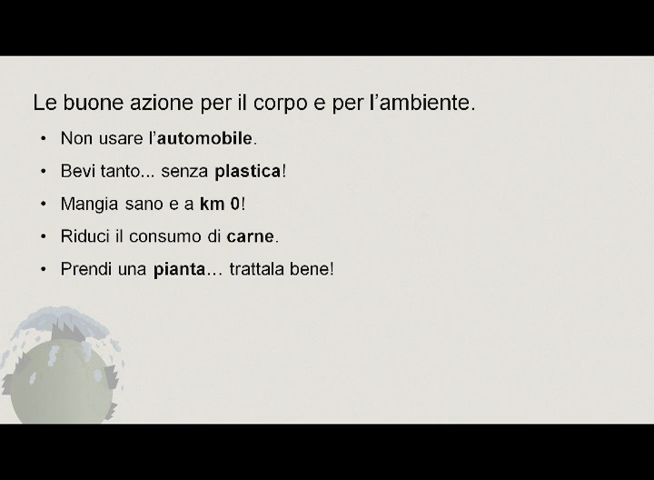 Le buone azione per il corpo e per l'ambiente.
• Non usare l'automobile.
• Bevi tanto... senza plastica!
• Mangia sano e a km 0!
• Riduci il consumo di carne.
• Prendi una pianta… trattala bene!